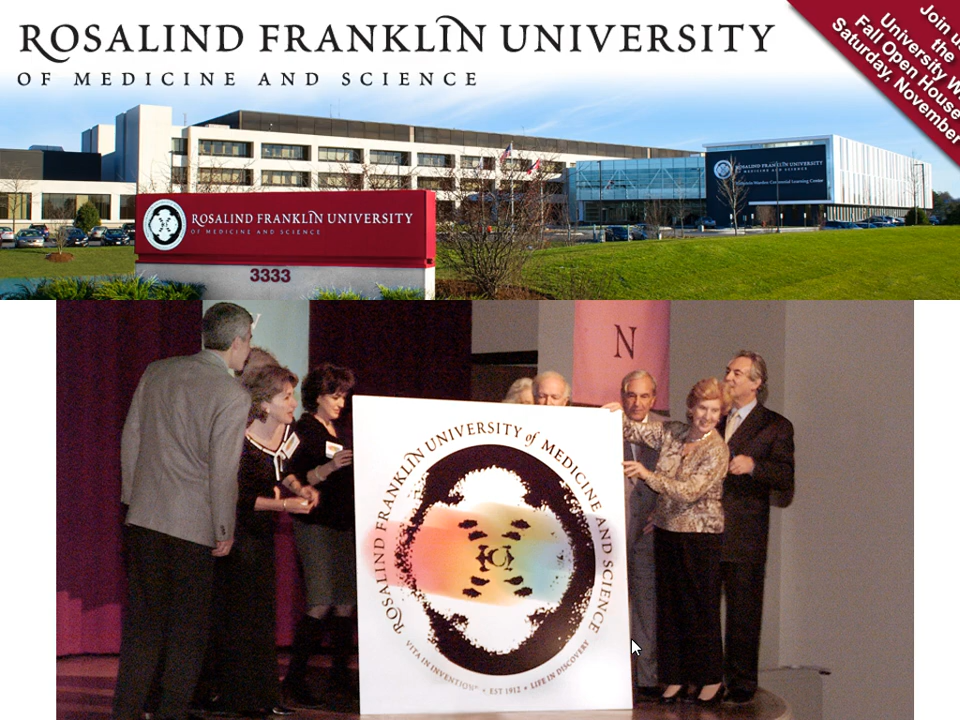 ROSALIND FRANKLIN UNIVERSITY
OF MEDICINE AND SCIENCE
Join us
the
University W
Fall Open House
Saturday, November
ROSALIND FRANKLIN UNIVERSITY
OF MEDICINE AND SCIENCE
ROSALIND FRANKLIN UNIVERSITY
OF MEDICINE AND SCIENCE
3333
N
ROSALIND FRANKLIN UNIVERSITY of MEDICINE AND SCIENCE
VITA IN INVENTION • EST 1912 • LIFE IN DISCOVERY